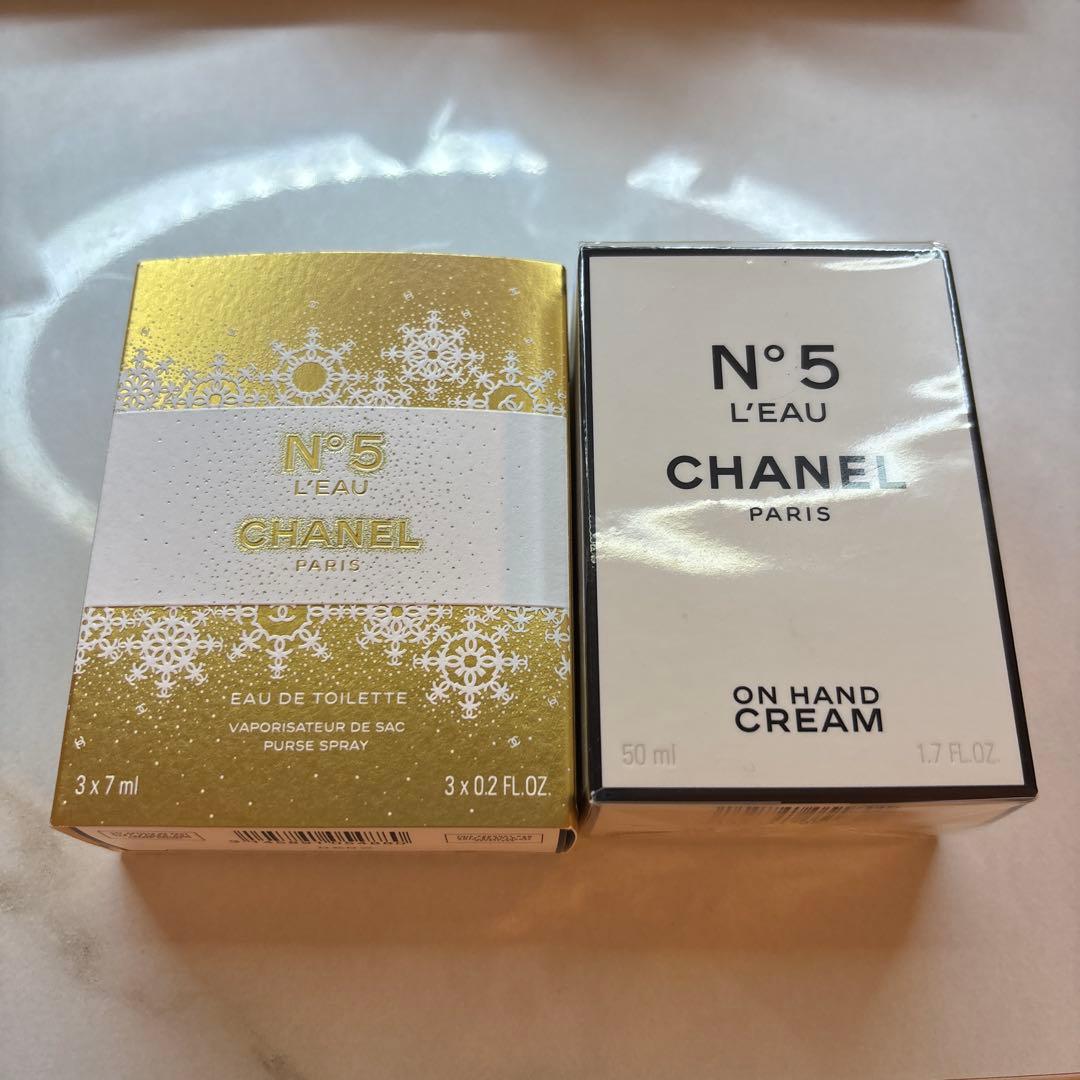 N°5
L'EAU
CHANEL
PARIS
EAU DE TOILETTE
VAPORISATEUR DE SAC
PURSE SPRAY
3 x 7 ml
3 x 0.2 FL.OZ.
N°5
L'EAU
CHANEL
PARIS
ON HAND
CREAM
50 ml
1.7 FL.OZ.